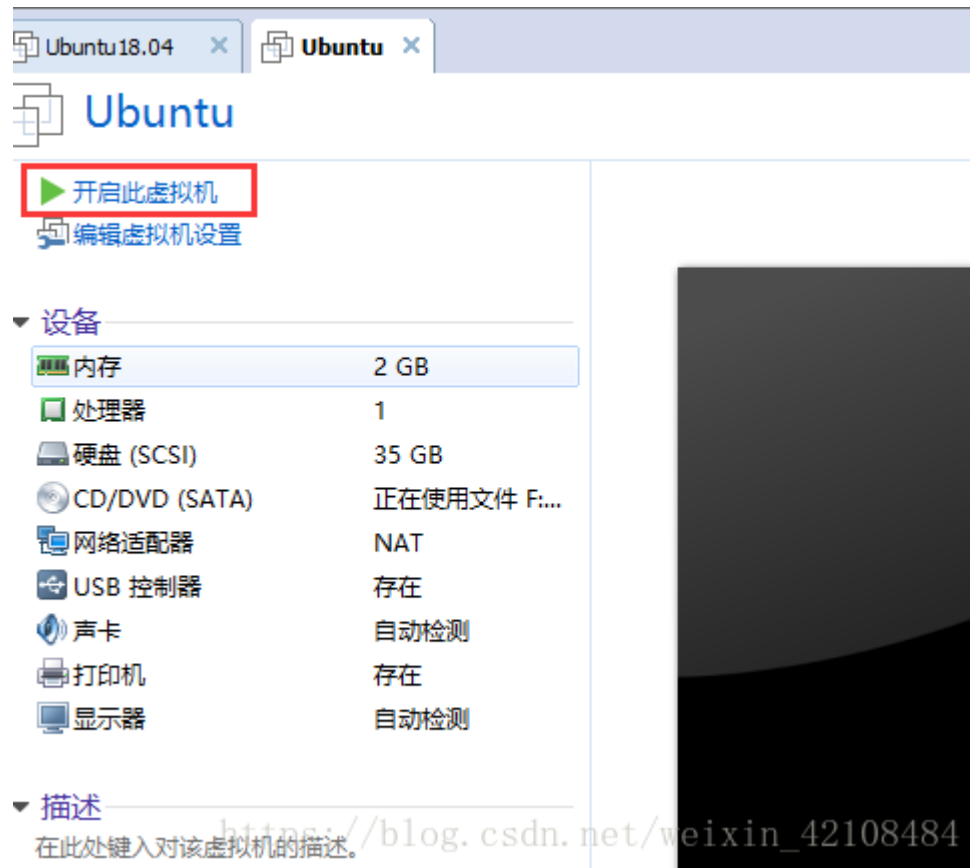 Ubuntu18.04 Ubuntu
Ubuntu
开启此虚拟机
编辑虚拟机设置
设备
内存 2 GB
处理器 1
硬盘 (SCSI) 35 GB
CD/DVD (SATA) 正在使用文件 F:...
网络适配器 NAT
USB 控制器 存在
声卡 自动检测
打印机 存在
显示器 自动检测
描述
在此处键入对该虚拟机的描述。
https://blog.csdn.net/weixin_42108484